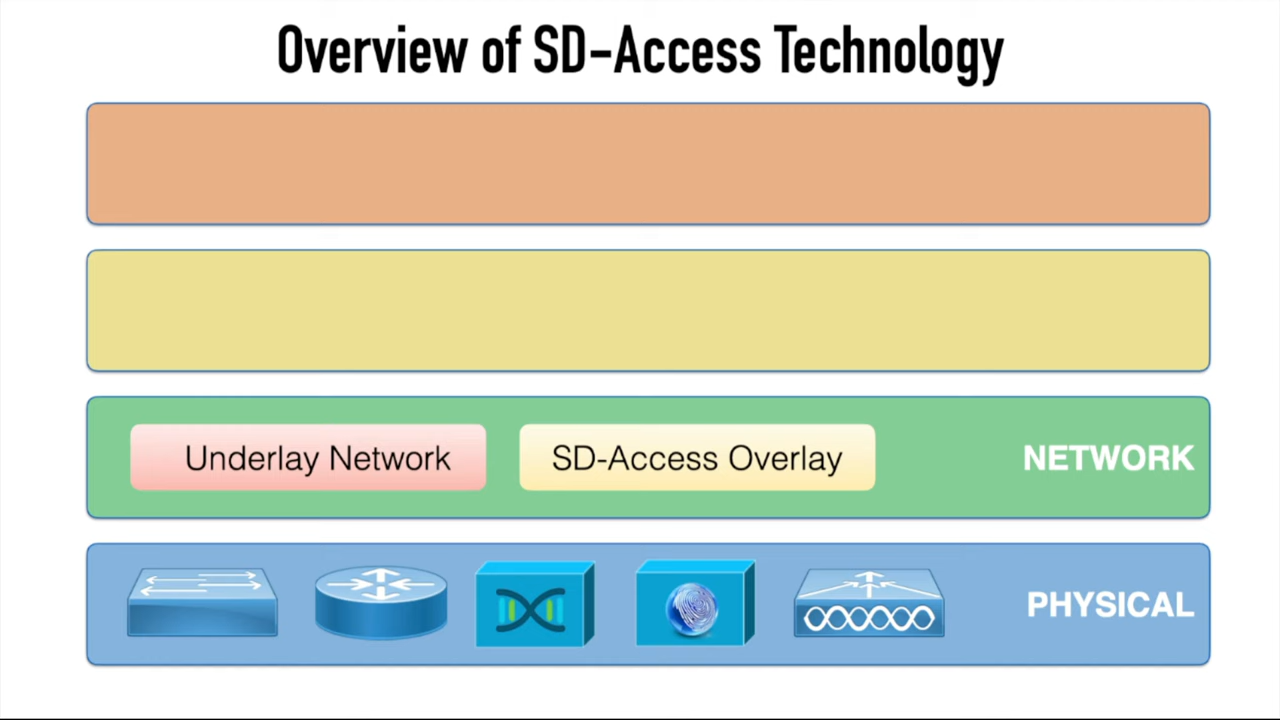 Overview of SD-Access Technology
Underlay Network
SD-Access Overlay
NETWORK
PHYSICAL